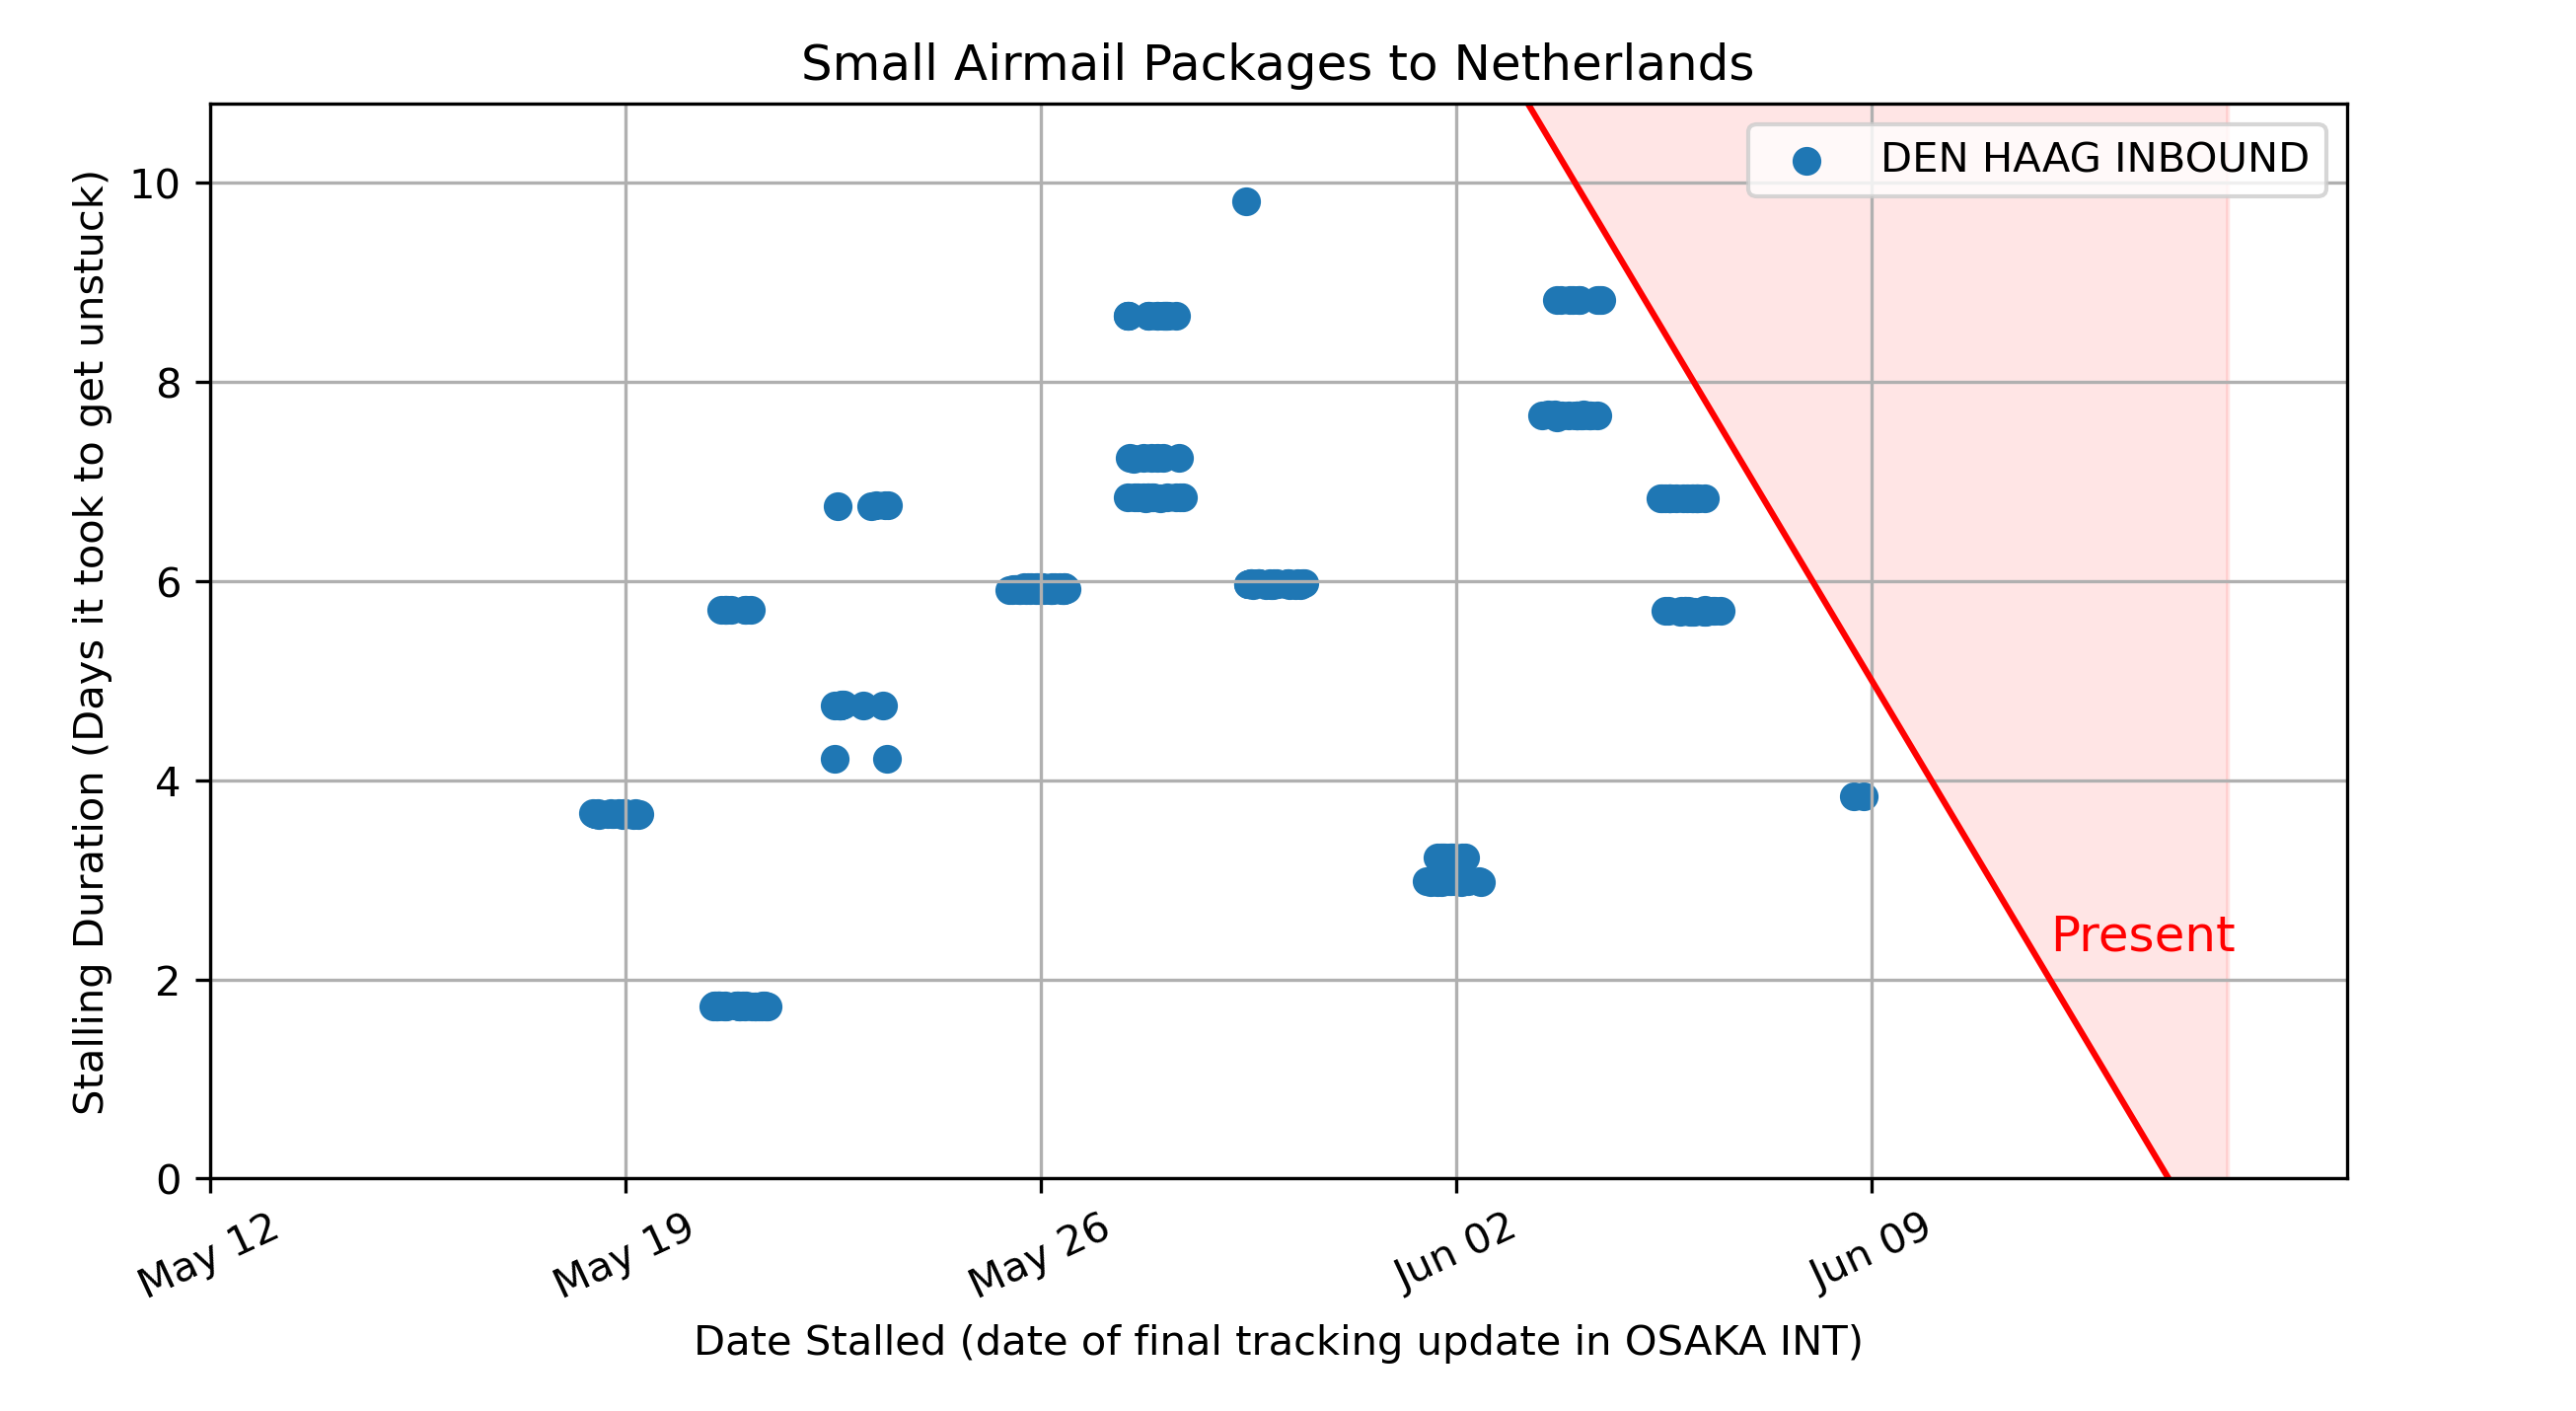 Small Airmail Packages to Netherlands
DEN HAAG INBOUND
Stalling Duration (Days it took to get unstuck)
10
8
6
4
2
0
Present
May 12
May 19
May 26
Jun 02
Jun 09
Date Stalled (date of final tracking update in OSAKA INT)